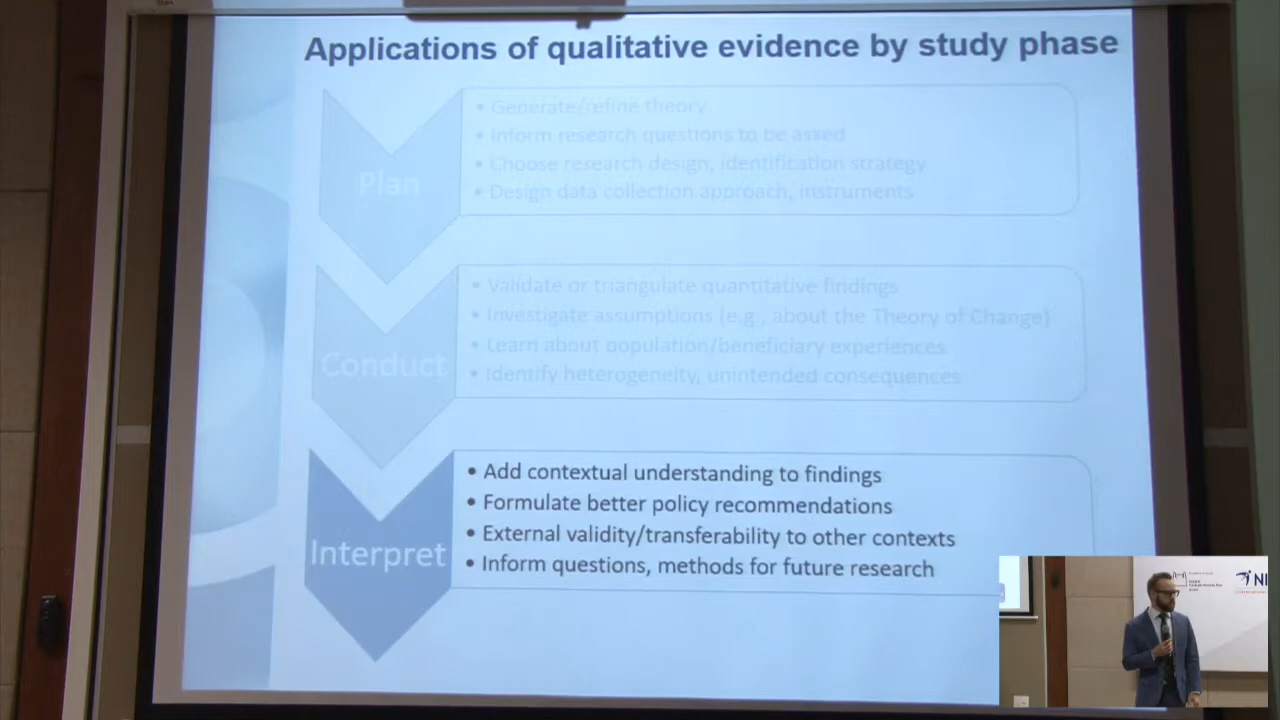 Applications of qualitative evidence by study phase
Plan
• Generate/refine theory
• Inform research questions to be asked
• Choose research design, identification strategy
• Design data collection approach, instruments
Conduct
• Validate or triangulate quantitative findings
• Investigate assumptions (e.g., about the Theory of Change)
• Learn about population/beneficiary experiences
• Identify heterogeneity, unintended consequences
Interpret
• Add contextual understanding to findings
• Formulate better policy recommendations
• External validity/transferability to other contexts
• Inform questions, methods for future research
NI